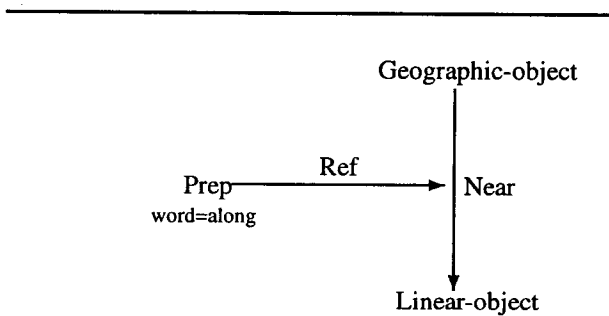 Geographic-object
Ref
Prep
Near
word=along
Linear-object